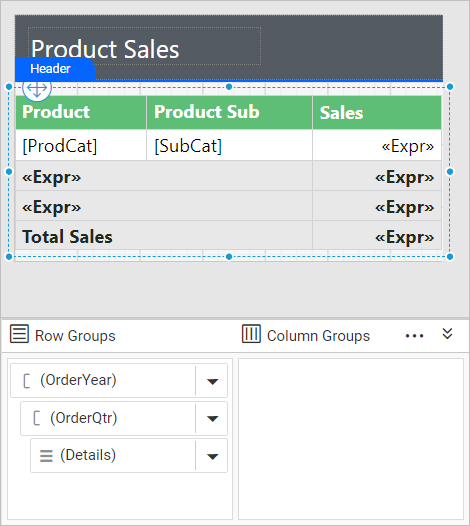 Product Sales
Header
Product Product Sub Sales
[ProdCat] [SubCat] «Expr»
«Expr» «Expr»
«Expr» «Expr»
Total Sales «Expr»
Row Groups Column Groups
(OrderYear)
(OrderQtr)
(Details)